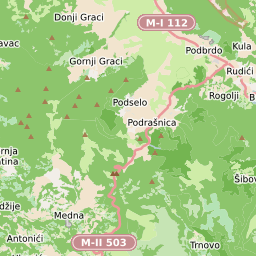 Donji Graci
M-I 112
Kula
avac
Podbrdo
Gornji Graci
Rudići
Rogolji
B
Podselo
Podrašnica
rnja
atina
Šibov
džije
Medna
Antonići
M-II 503
Trnovo